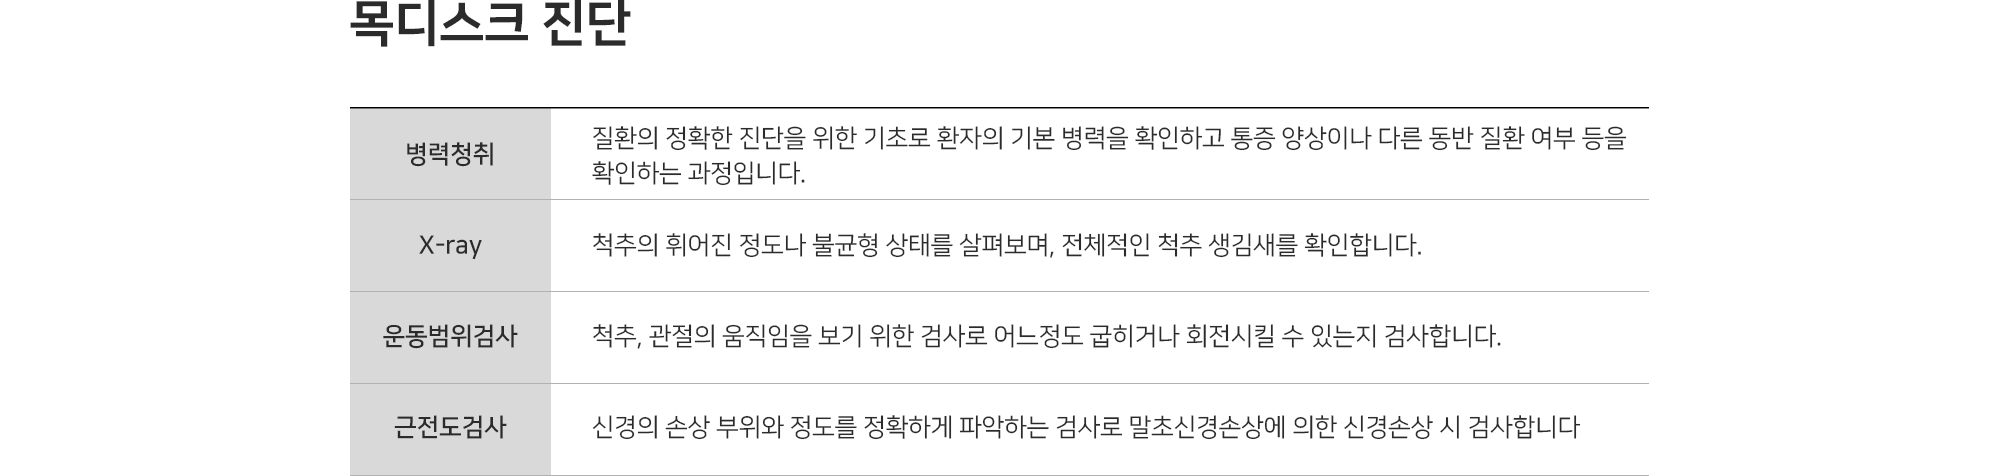 목디스크 진단
병력청취
질환의 정확한 진단을 위한 기초로 환자의 기본 병력을 확인하고 통증 양상이나 다른 동반 질환 여부 등을
확인하는 과정입니다.
X-ray
척추의 휘어진 정도나 불균형 상태를 살펴보며, 전체적인 척추 생김새를 확인합니다.
운동범위검사
척추, 관절의 움직임을 보기 위한 검사로 어느정도 굽히거나 회전시킬 수 있는지 검사합니다.
근전도검사
신경의 손상 부위와 정도를 정확하게 파악하는 검사로 말초신경손상에 의한 신경손상 시 검사합니다